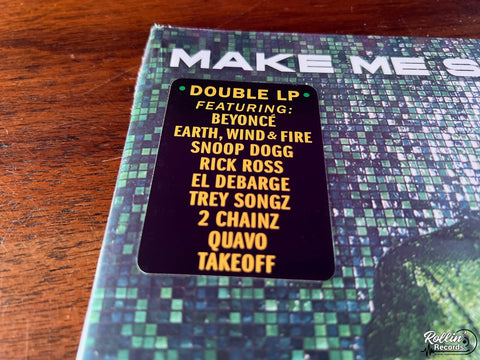 MAKE ME S
DOUBLE LP
FEATURING:
BEYONCÉ
EARTH, WIND & FIRE
SNOOP DOGG
RICK ROSS
EL DEBARGE
TREY SONGZ
2 CHAINZ
QUAVO
TAKEOFF
Rollin'
Records